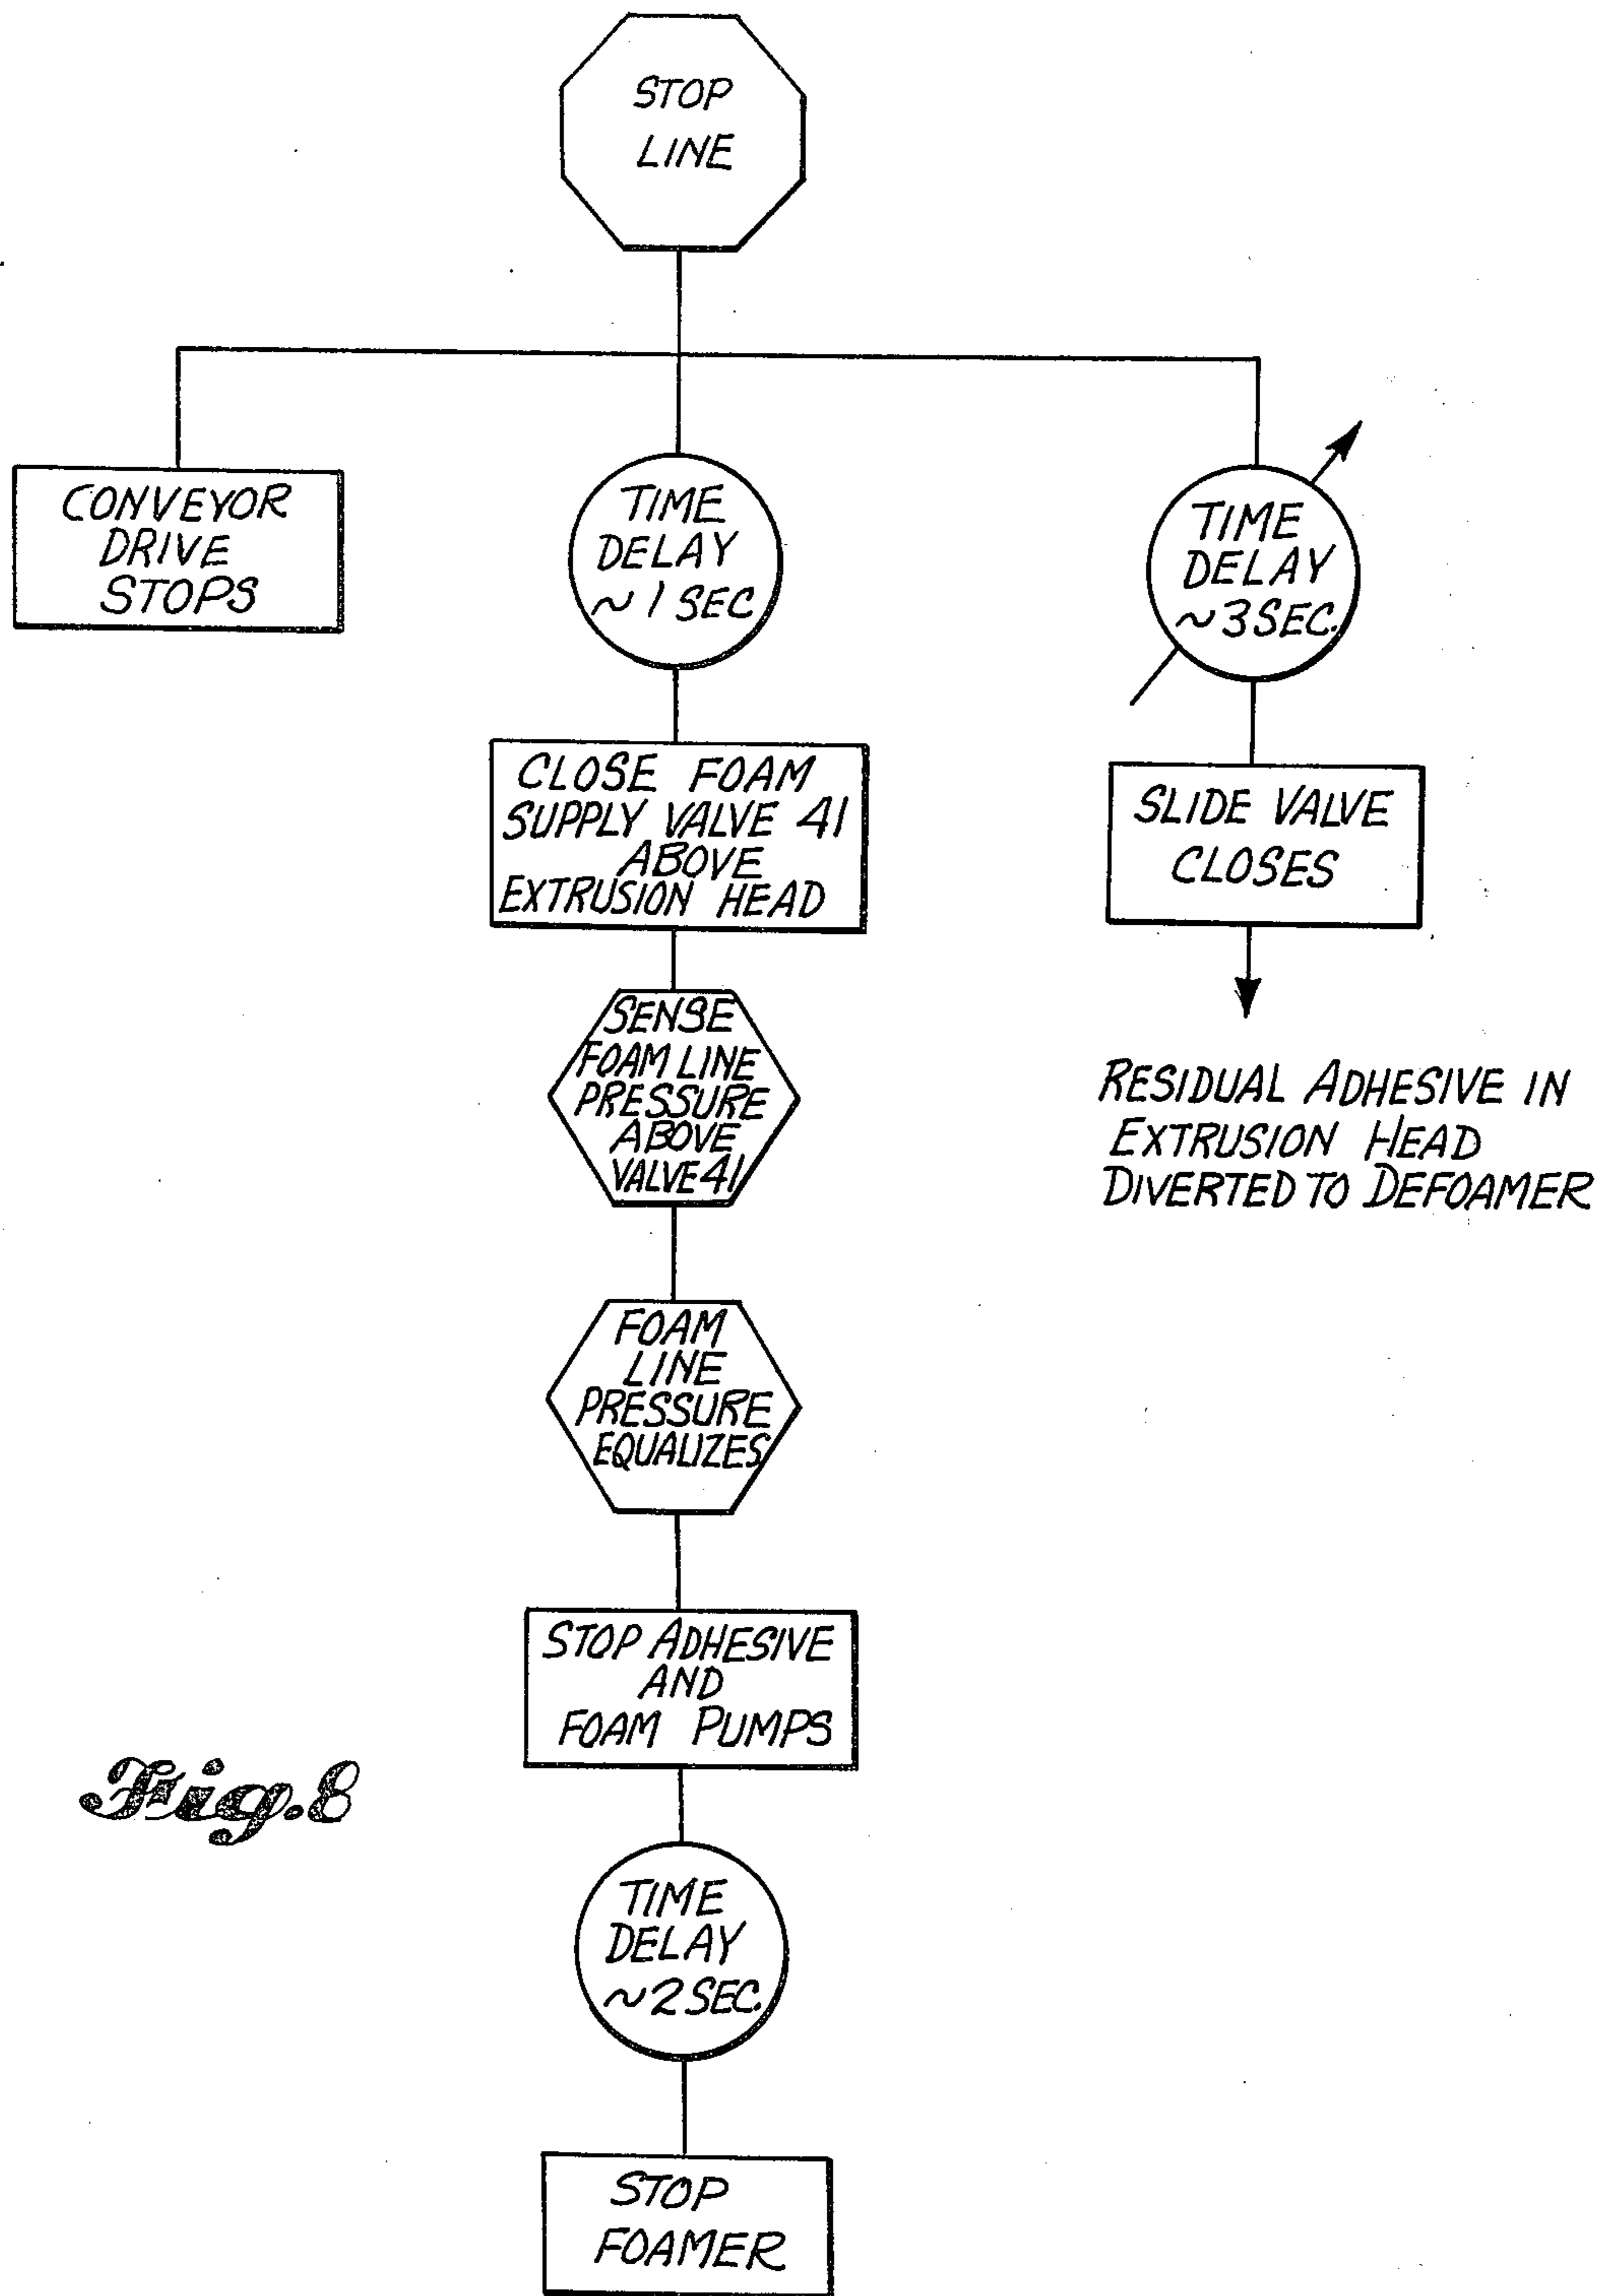 STOP
LINE
CONVEYOR
DRIVE
STOPS
TIME
DELAY
~1 SEC
TIME
DELAY
~3 SEC.
CLOSE FOAM
SUPPLY VALVE 41
ABOVE
EXTRUSION HEAD
SLIDE VALVE
CLOSES
SENSE
FOAM LINE
PRESSURE
ABOVE
VALVE 41
RESIDUAL ADHESIVE IN
EXTRUSION HEAD
DIVERTED TO DEFOAMER
FOAM
LINE
PRESSURE
EQUALIZES
STOP ADHESIVE
AND
FOAM PUMPS
Fig. 8
TIME
DELAY
~2 SEC.
STOP
FOAMER